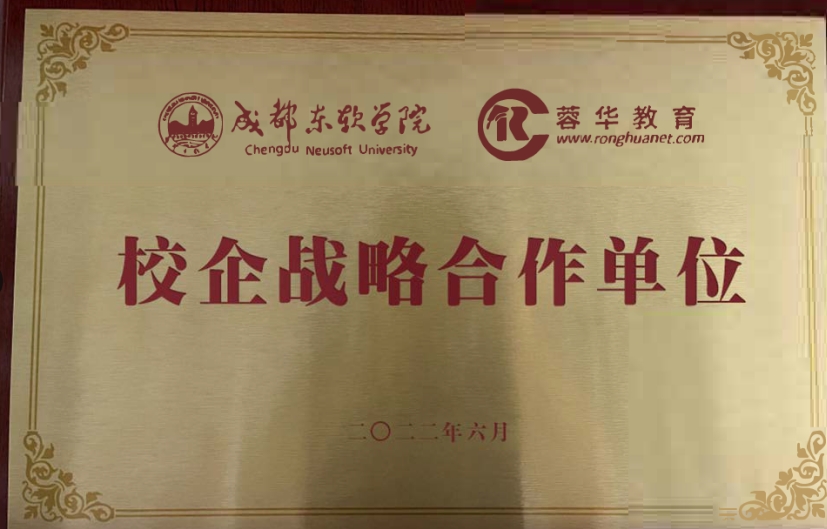 成都东软学院
Chengdu Neusoft University
蓉华教育
www.ronghuanet.com
校企战略合作单位
二〇二二年六月